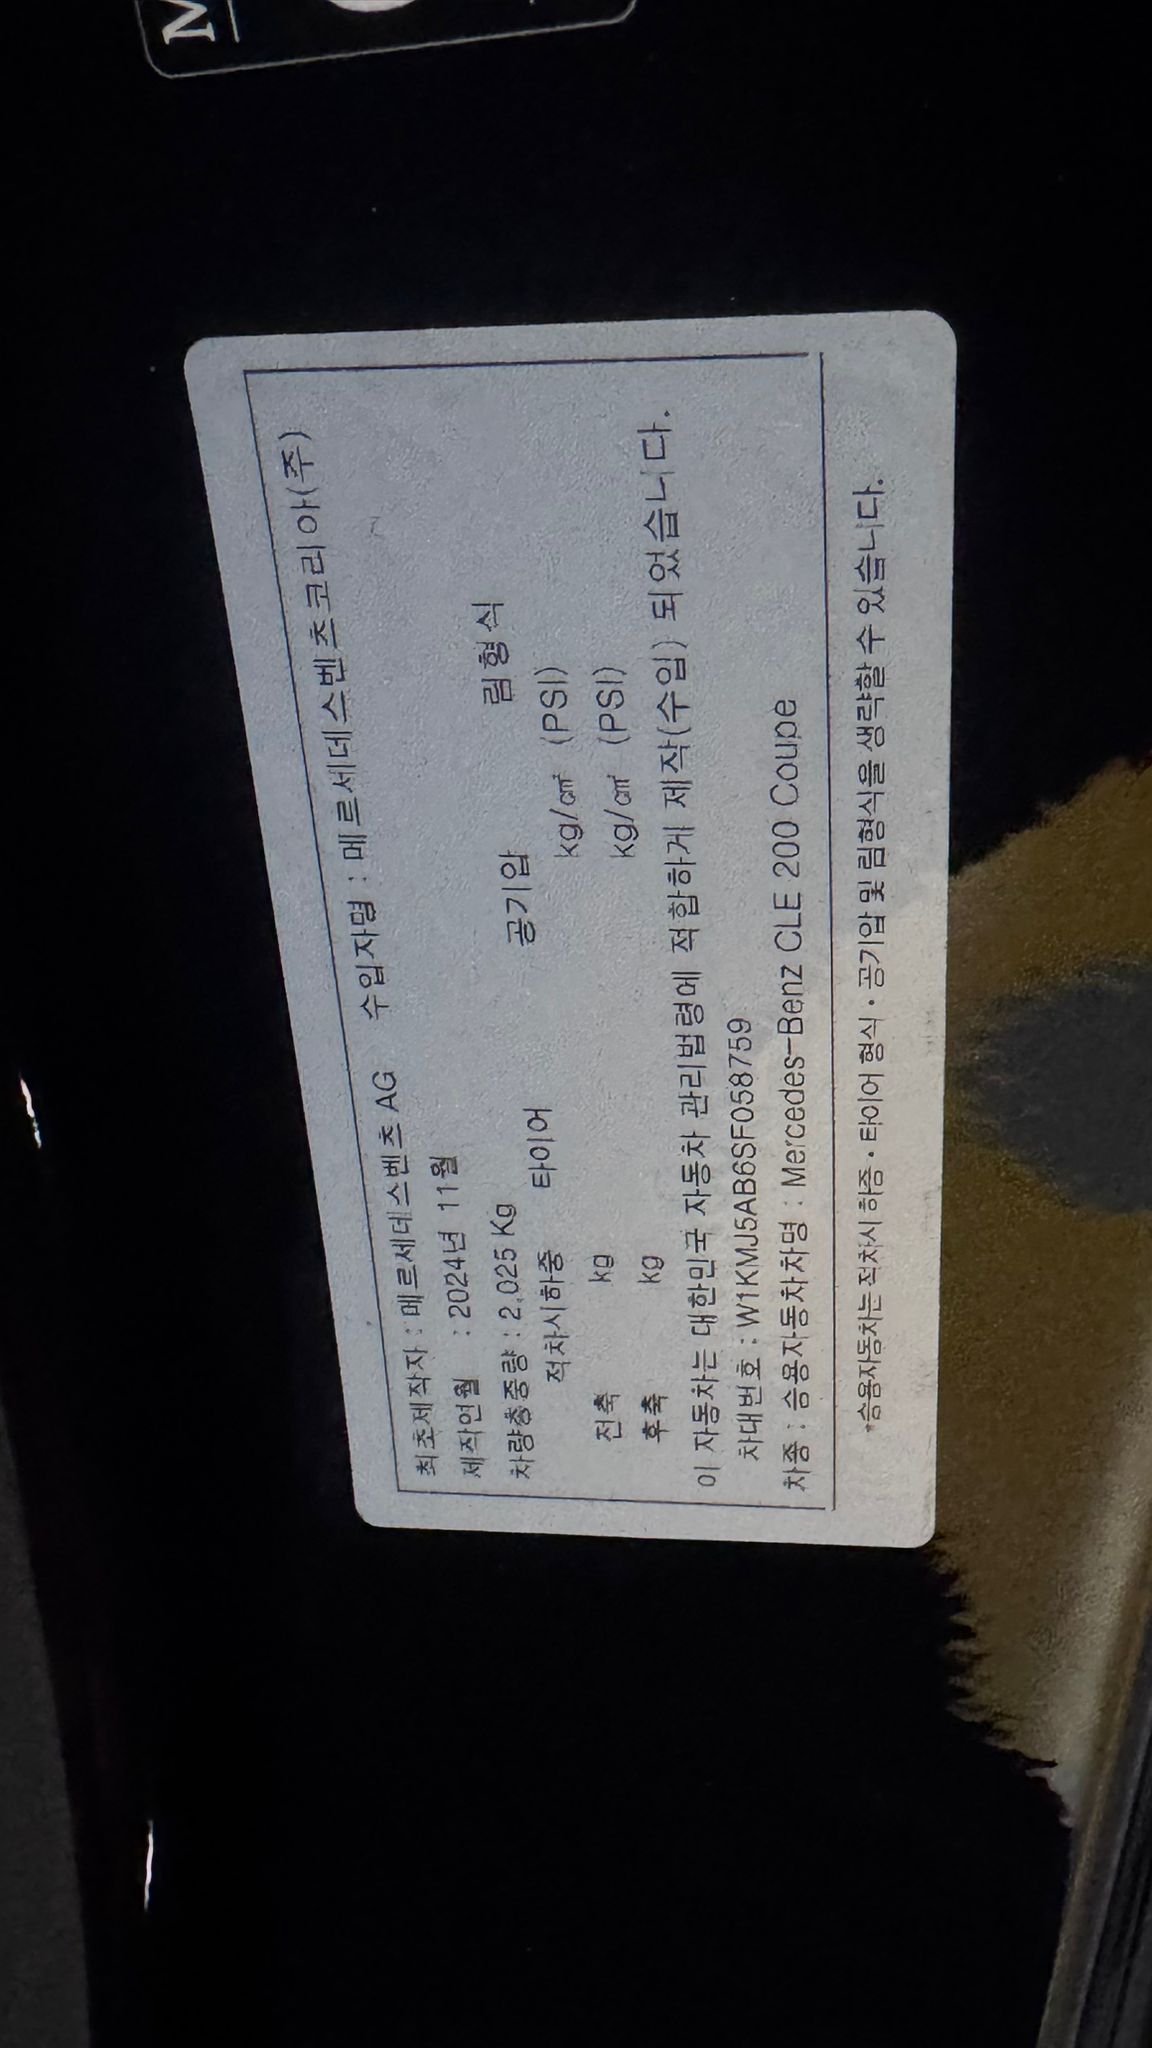 최초제작자 : 메르세데스벤츠 AG 수입자명 : 메르세데스벤츠코리아(주)
제작연월 : 2024년 11월
차량총중량 : 2,025 Kg
적차시하중 타이어 공기압 림형식
전축 kg kg/㎠ (PSI)
후축 kg kg/㎠ (PSI)
이 자동차는 대한민국 자동차 관리법령에 적합하게 제작(수입) 되었습니다.
차대번호 : W1KMJ5AB6SF058759
차종 : 승용자동차차명 : Mercedes-Benz CLE 200 Coupe
*승용자동차는 적차시 하중·타이어 형식·공기압 및 림형식을 생략할 수 있습니다.